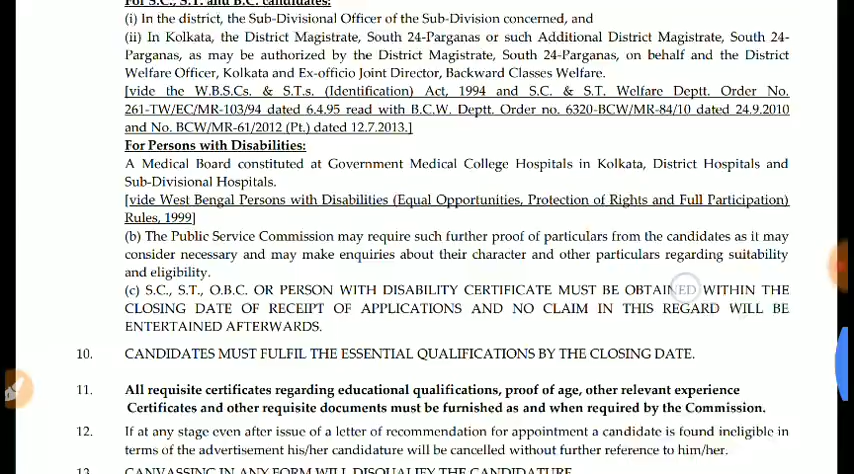 For S.C., S.T. and B.C. candidates:
(i) In the district, the Sub-Divisional Officer of the Sub-Division concerned, and
(ii) In Kolkata, the District Magistrate, South 24-Parganas or such Additional District Magistrate, South 24-
Parganas, as may be authorized by the District Magistrate, South 24-Parganas, on behalf and the District
Welfare Officer, Kolkata and Ex-officio Joint Director, Backward Classes Welfare.
[vide the W.B.S.Cs. & S.T.s. (Identification) Act, 1994 and S.C. & S.T. Welfare Deptt. Order No.
261-TW/EC/MR-103/94 dated 6.4.95 read with B.C.W. Deptt. Order no. 6320-BCW/MR-84/10 dated 24.9.2010
and No. BCW/MR-61/2012 (Pt.) dated 12.7.2013.]
For Persons with Disabilities:
A Medical Board constituted at Government Medical College Hospitals in Kolkata, District Hospitals and
Sub-Divisional Hospitals.
[vide West Bengal Persons with Disabilities (Equal Opportunities, Protection of Rights and Full Participation)
Rules, 1999]
(b) The Public Service Commission may require such further proof of particulars from the candidates as it may
consider necessary and may make enquiries about their character and other particulars regarding suitability
and eligibility.
(c) S.C., S.T., O.B.C. OR PERSON WITH DISABILITY CERTIFICATE MUST BE OBTAINED WITHIN THE
CLOSING DATE OF RECEIPT OF APPLICATIONS AND NO CLAIM IN THIS REGARD WILL BE
ENTERTAINED AFTERWARDS.
10. CANDIDATES MUST FULFIL THE ESSENTIAL QUALIFICATIONS BY THE CLOSING DATE.
11. All requisite certificates regarding educational qualifications, proof of age, other relevant experience
Certificates and other requisite documents must be furnished as and when required by the Commission.
12. If at any stage even after issue of a letter of recommendation for appointment a candidate is found ineligible in
terms of the advertisement his/her candidature will be cancelled without further reference to him/her.
13. CANVASSING IN ANY FORM WILL DISQUALIFY THE CANDIDATURE